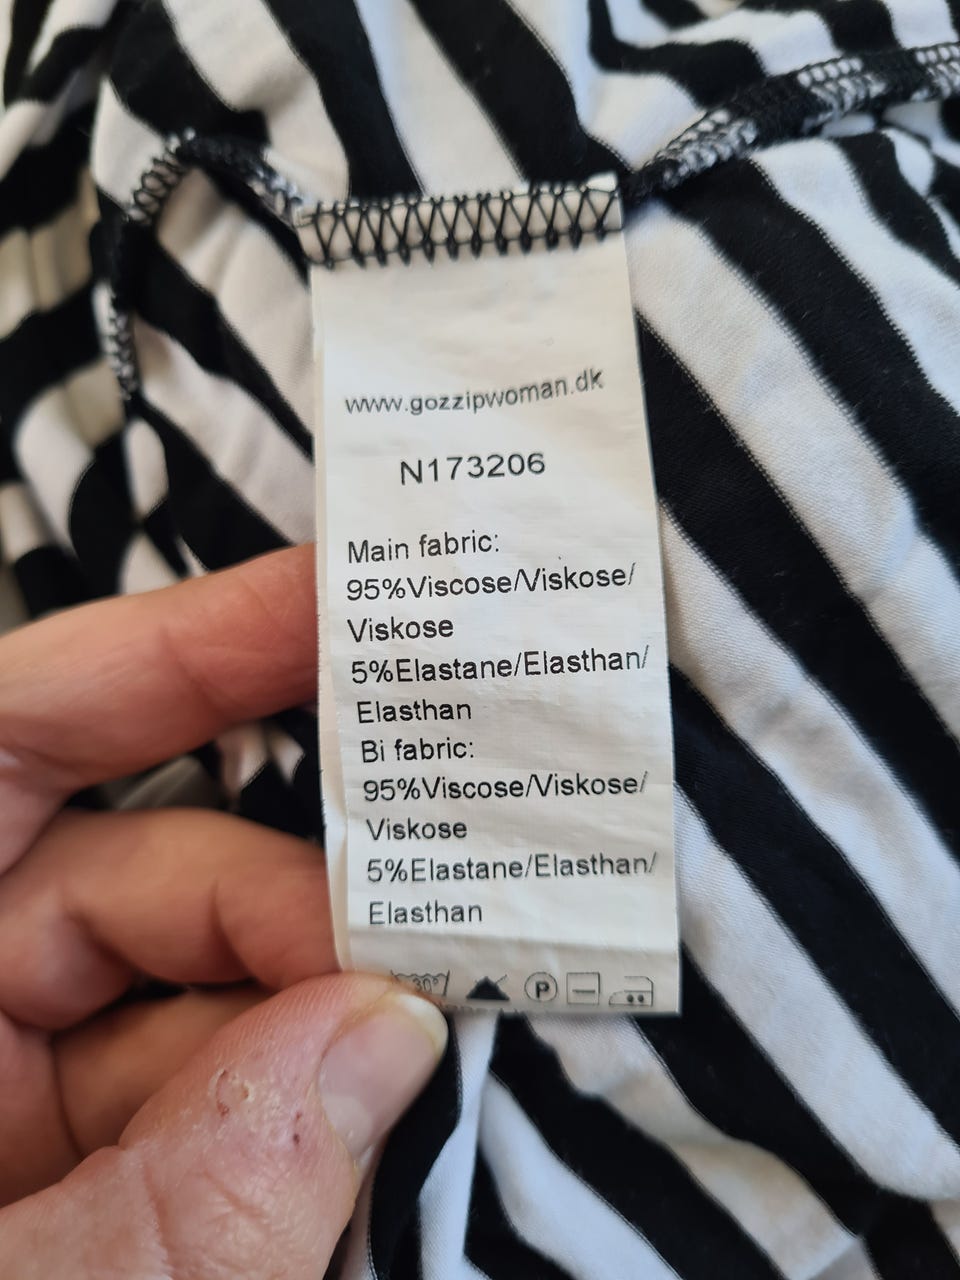 www.gozzipwoman.dk
N173206
Main fabric:
95%Viscose/Viskose/
Viskose
5%Elastane/Elasthan/
Elasthan
Bi fabric:
95%Viscose/Viskose/
Viskose
5%Elastane/Elasthan/
Elasthan
30° P